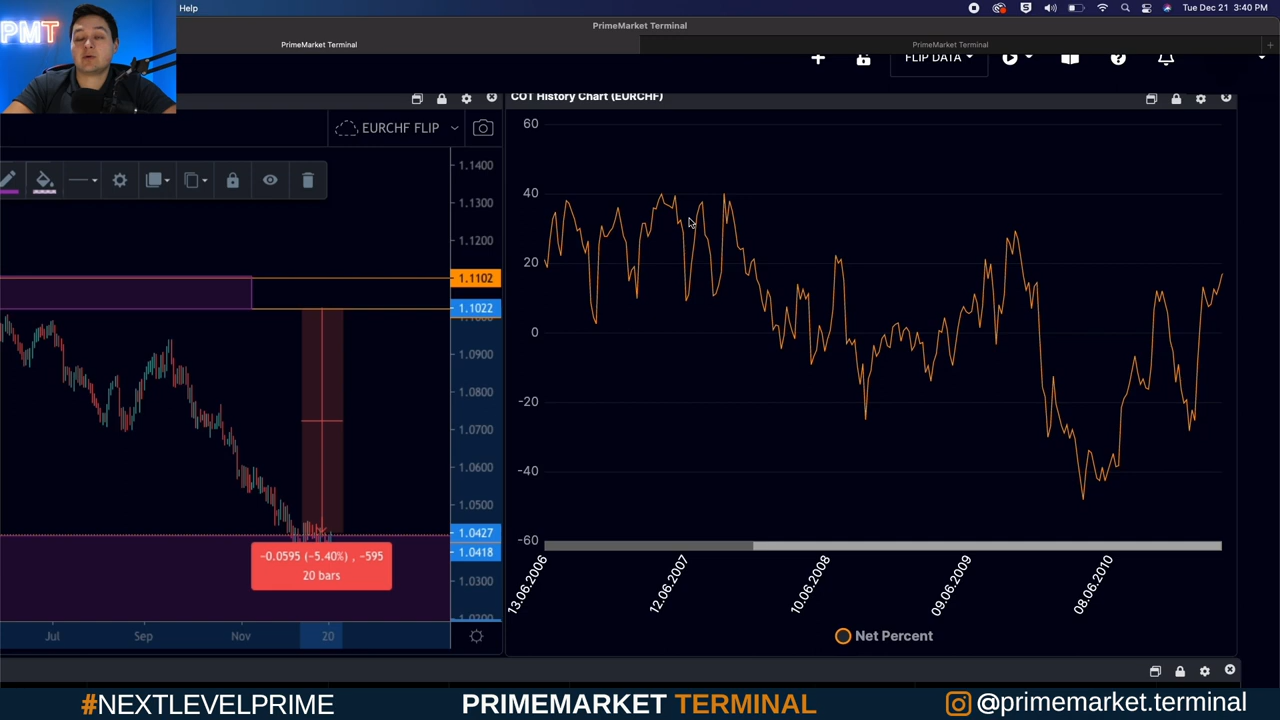 Help
Tue Dec 21 3:40 PM
PrimeMarket Terminal
PrimeMarket Terminal
PrimeMarket Terminal
PMT
FLIP DATA
COT History Chart (EURCHF)
EURCHF FLIP
1.1400
1.1300
1.1200
1.1102
1.1022
1.0900
1.0800
1.0700
1.0600
1.0500
1.0427
1.0418
1.0300
-0.0595 (-5.40%) , -595
20 bars
Jul
Sep
Nov
20
60
40
20
0
-20
-40
-60
13.06.2006
12.06.2007
10.06.2008
09.06.2009
08.06.2010
Net Percent
#NEXTLEVELPRIME
PRIMEMARKET TERMINAL
@primemarket.terminal